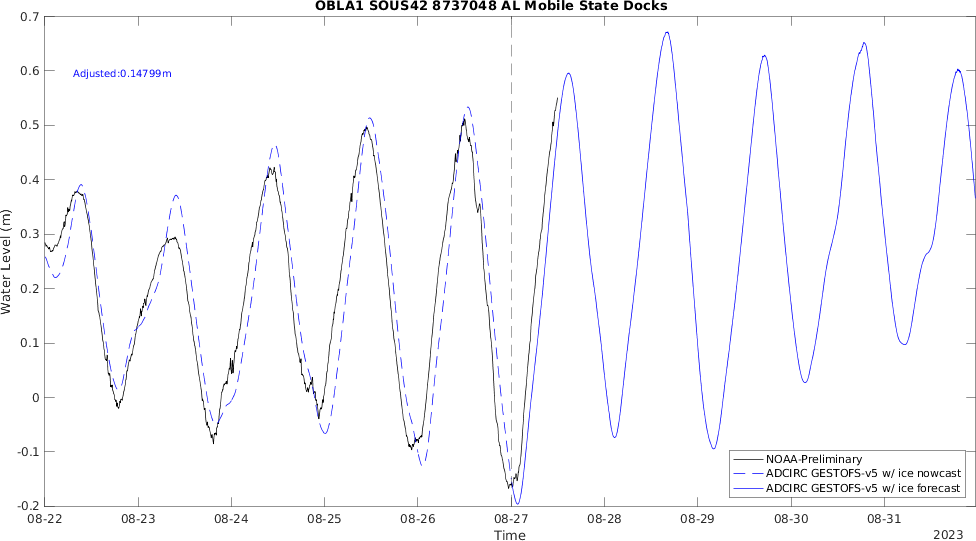 OBLA1 SOUS42 8737048 AL Mobile State Docks
0.7
0.6
0.5
0.4
0.3
0.2
0.1
0
-0.1
-0.2
Water Level (m)
Adjusted:0.14799m
NOAA-Preliminary
ADCIRC GESTOFS-v5 w/ ice nowcast
ADCIRC GESTOFS-v5 w/ ice forecast
08-22 08-23 08-24 08-25 08-26 08-27 08-28 08-29 08-30 08-31
Time
2023